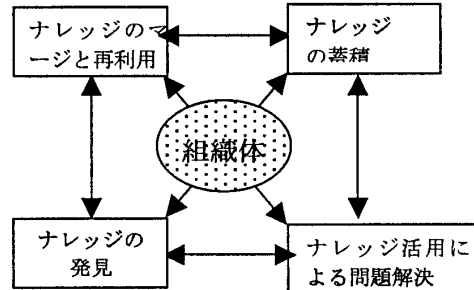 ナレッジのマ
ージと再利用
ナレッジ
の蓄積
組織体
ナレッジの
発見
ナレッジ活用に
よる問題解決